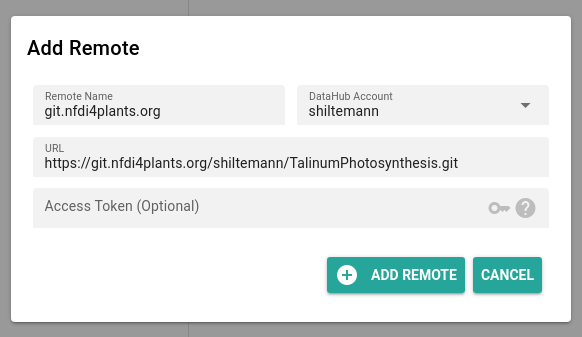 Add Remote
Remote Name
git.nfdi4plants.org
DataHub Account
shiltemann
URL
https://git.nfdi4plants.org/shiltemann/TalinumPhotosynthesis.git
Access Token (Optional)
ADD REMOTE
CANCEL